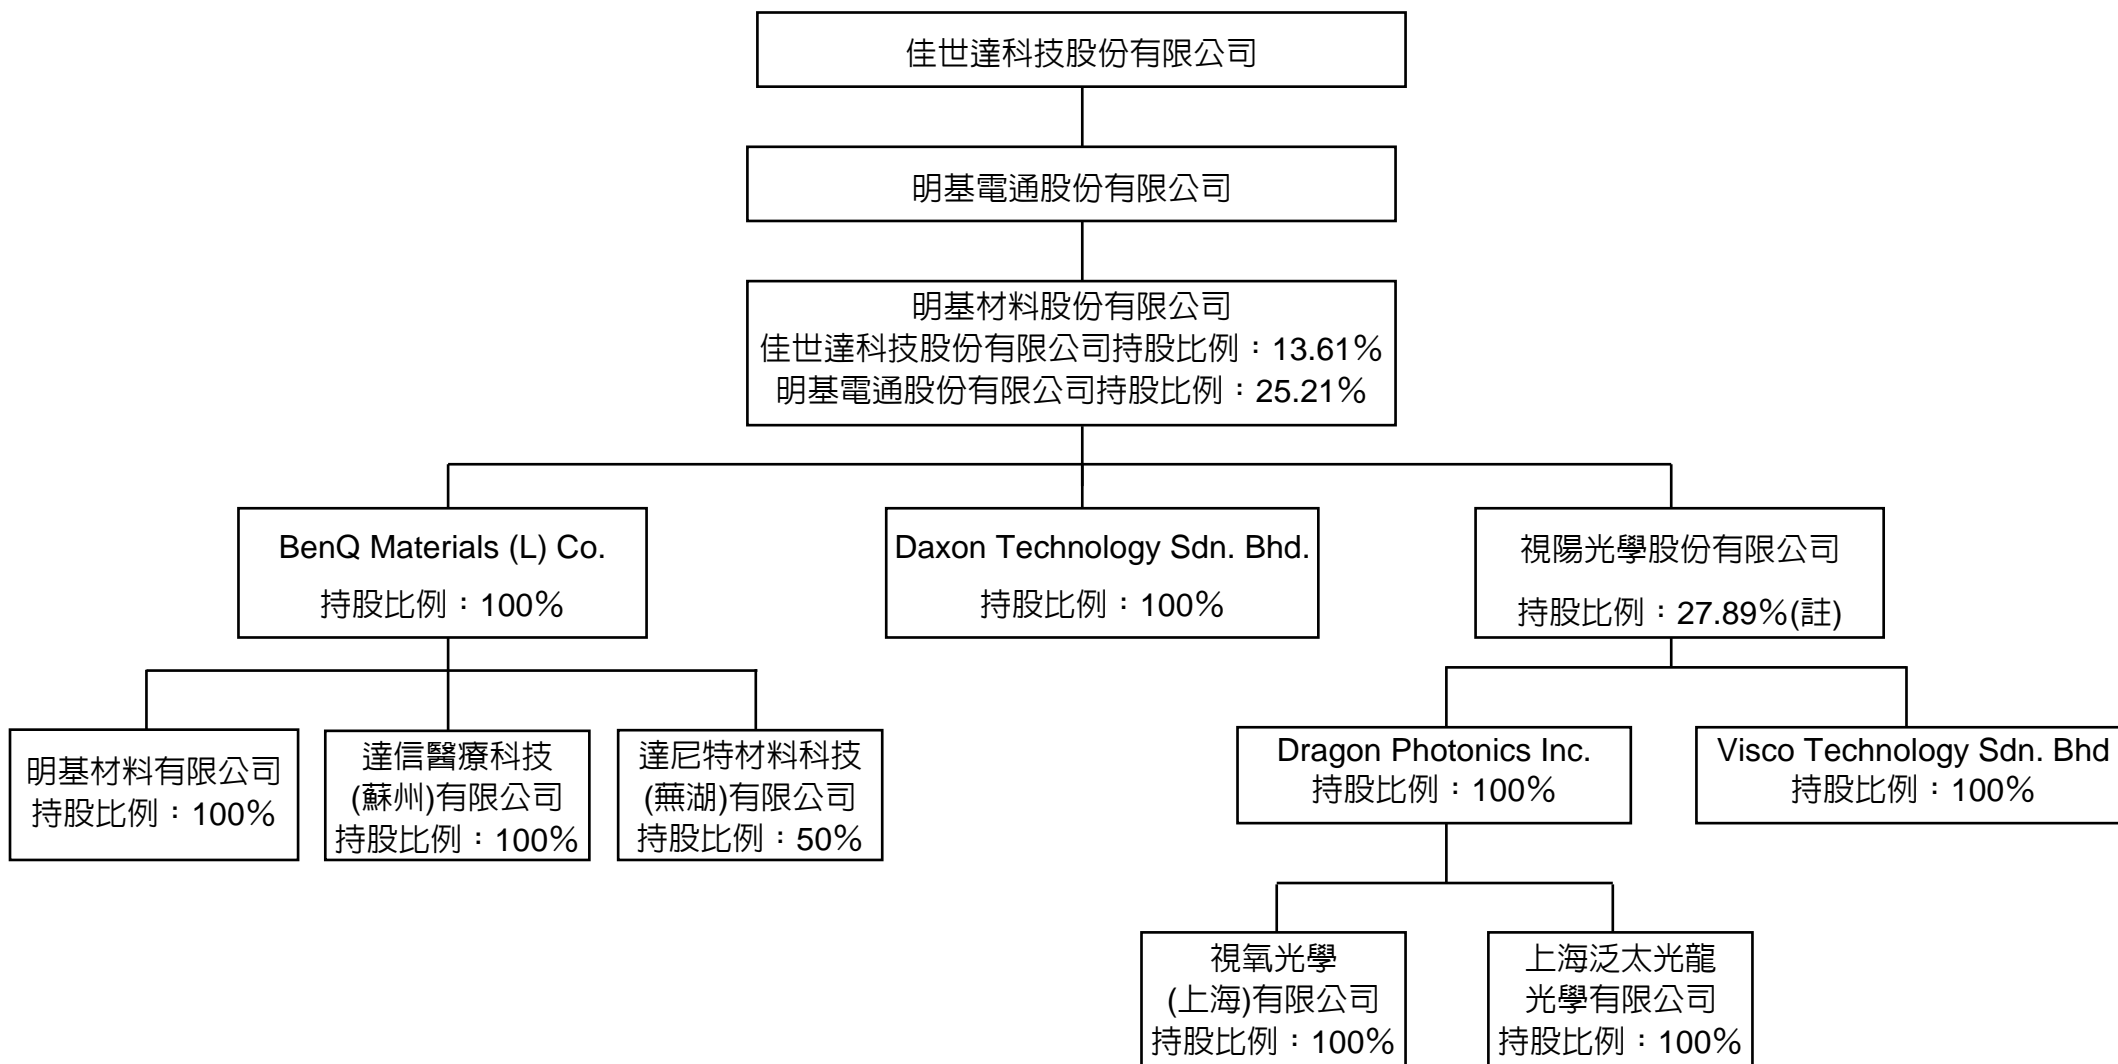 佳世達科技股份有限公司
明基電通股份有限公司
明基材料股份有限公司
佳世達科技股份有限公司持股比例：13.61％
明基電通股份有限公司持股比例：25.21％
BenQ Materials (L) Co.
持股比例：100％
Daxon Technology Sdn. Bhd.
持股比例：100％
視陽光學股份有限公司
持股比例：27.89％(註)
明基材料有限公司
持股比例：100％
達信醫療科技
(蘇州)有限公司
持股比例：100％
達尼特材料科技
(蕪湖)有限公司
持股比例：50％
Dragon Photonics Inc.
持股比例：100％
Visco Technology Sdn. Bhd
持股比例：100％
視氧光學
(上海)有限公司
持股比例：100％
上海泛太光龍
光學有限公司
持股比例：100％